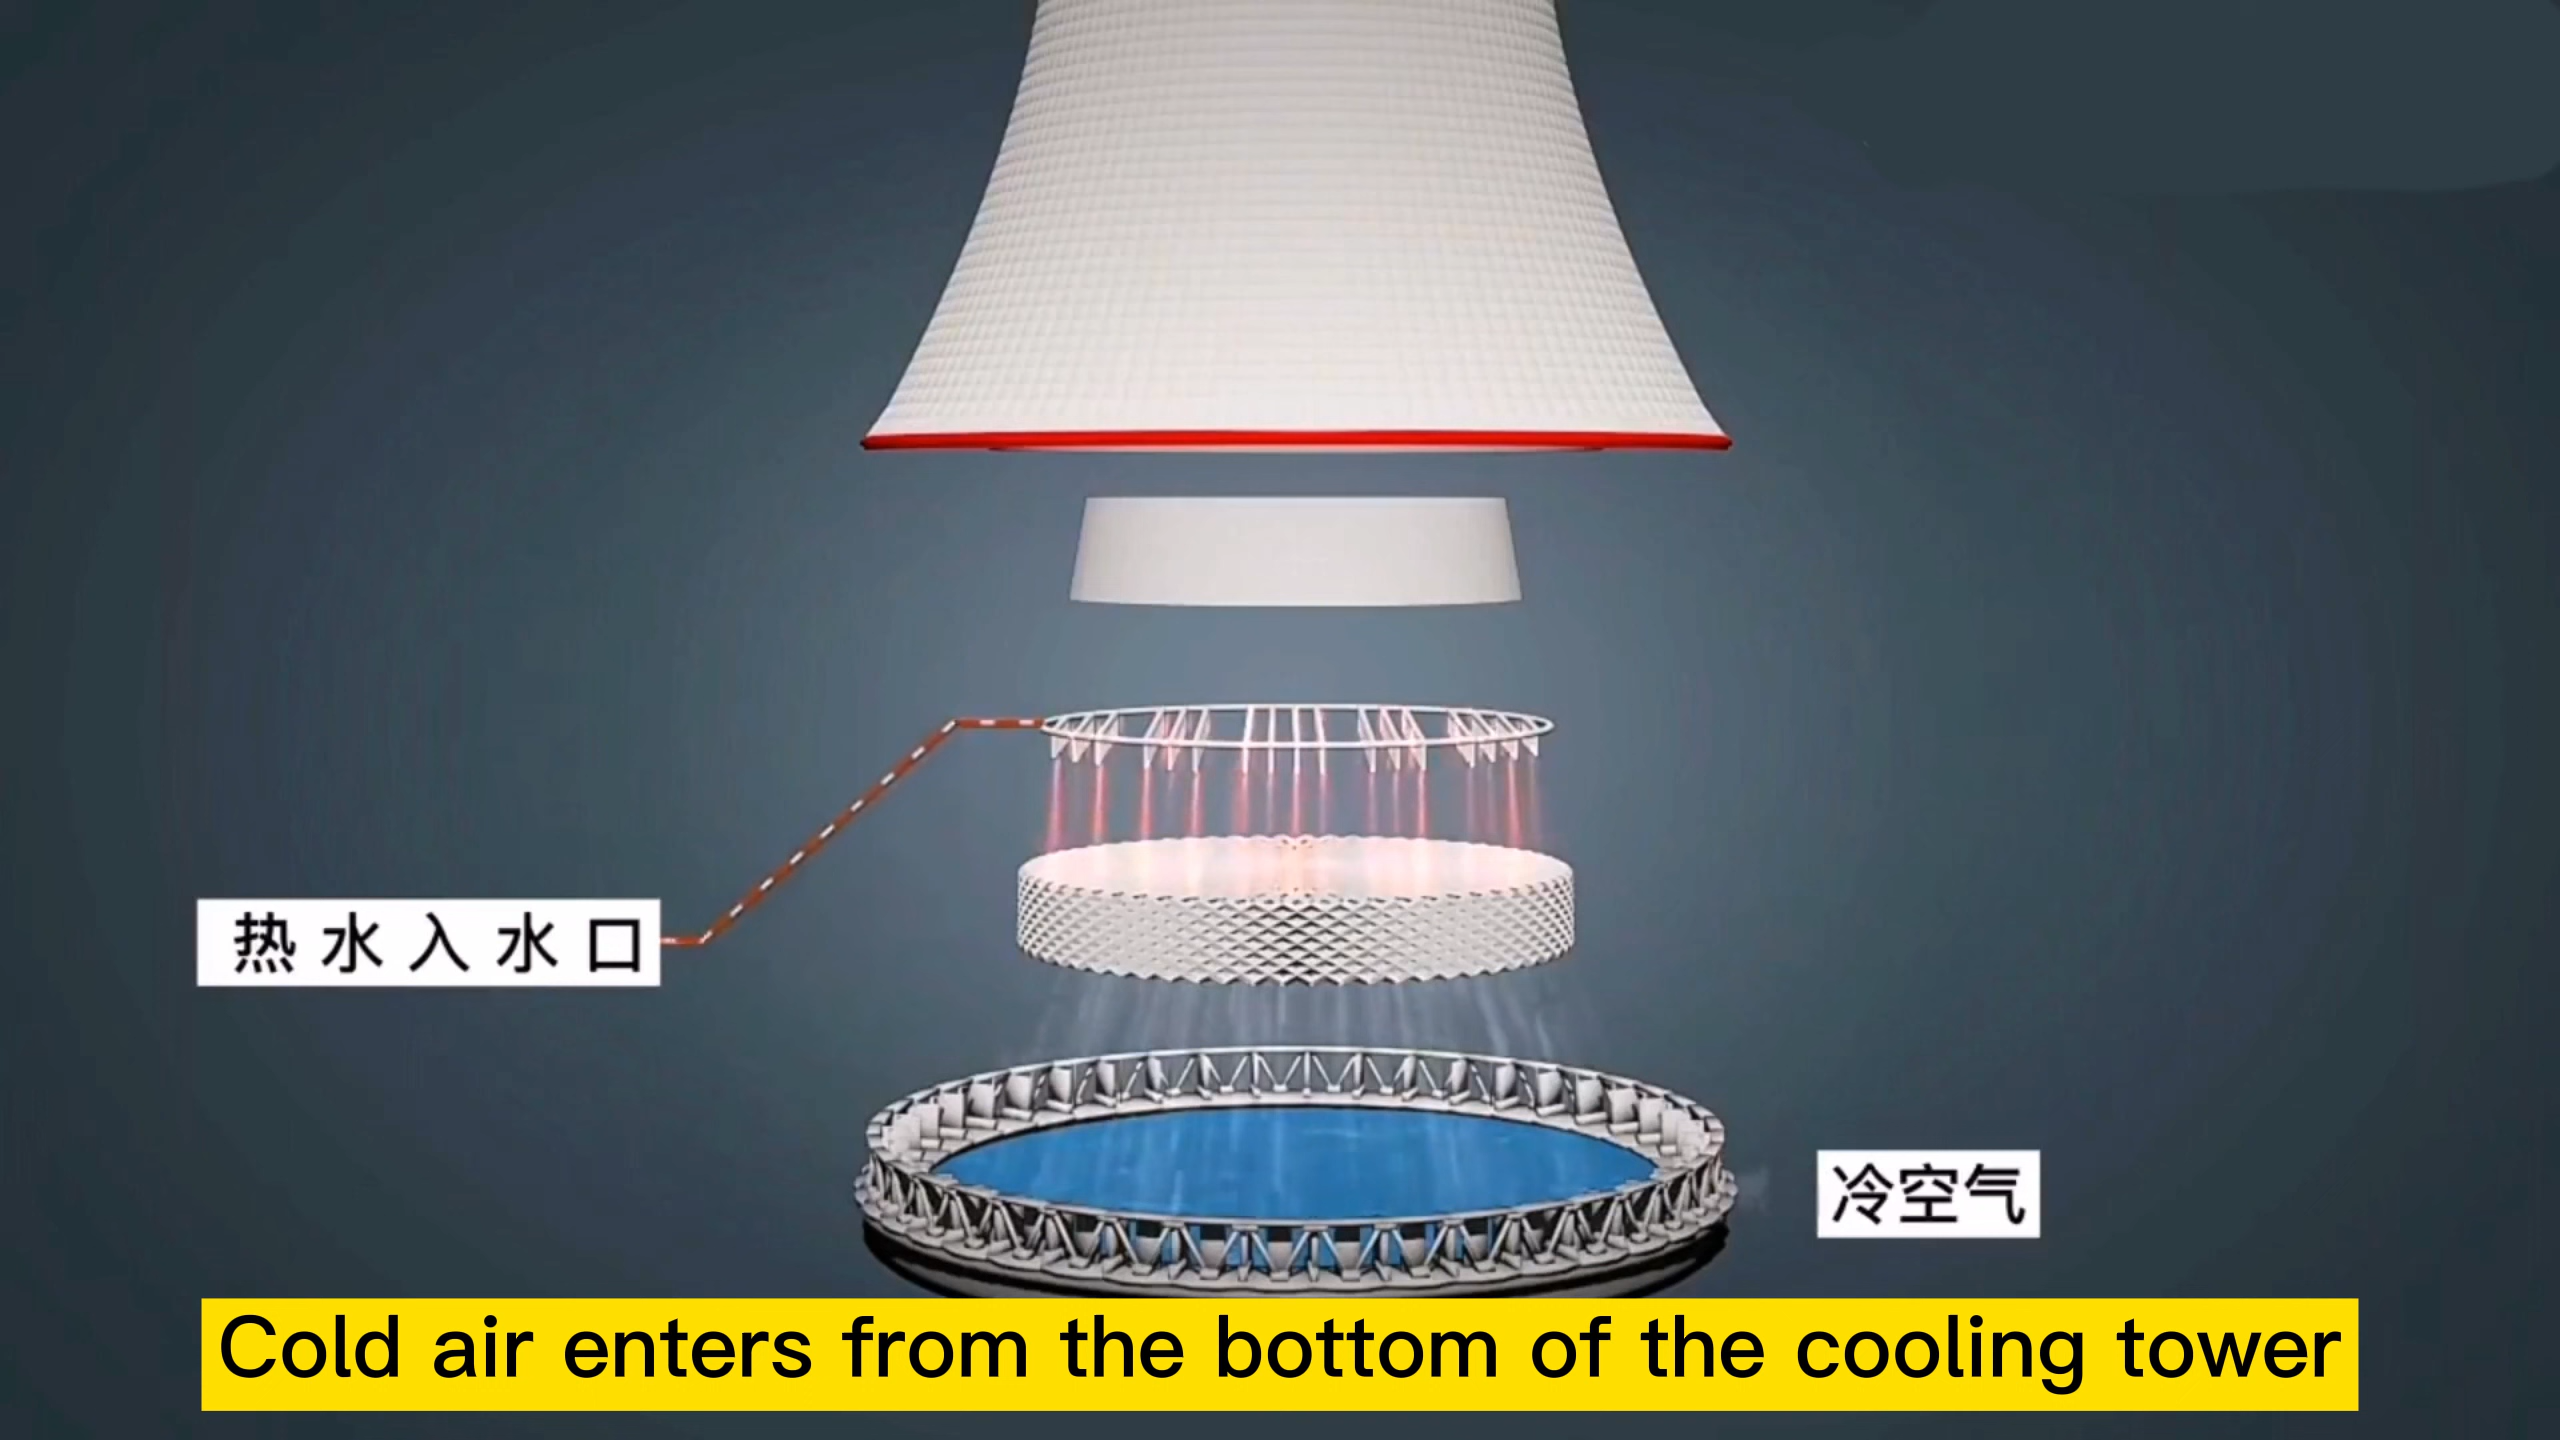 热水入水口
冷空气
Cold air enters from the bottom of the cooling tower